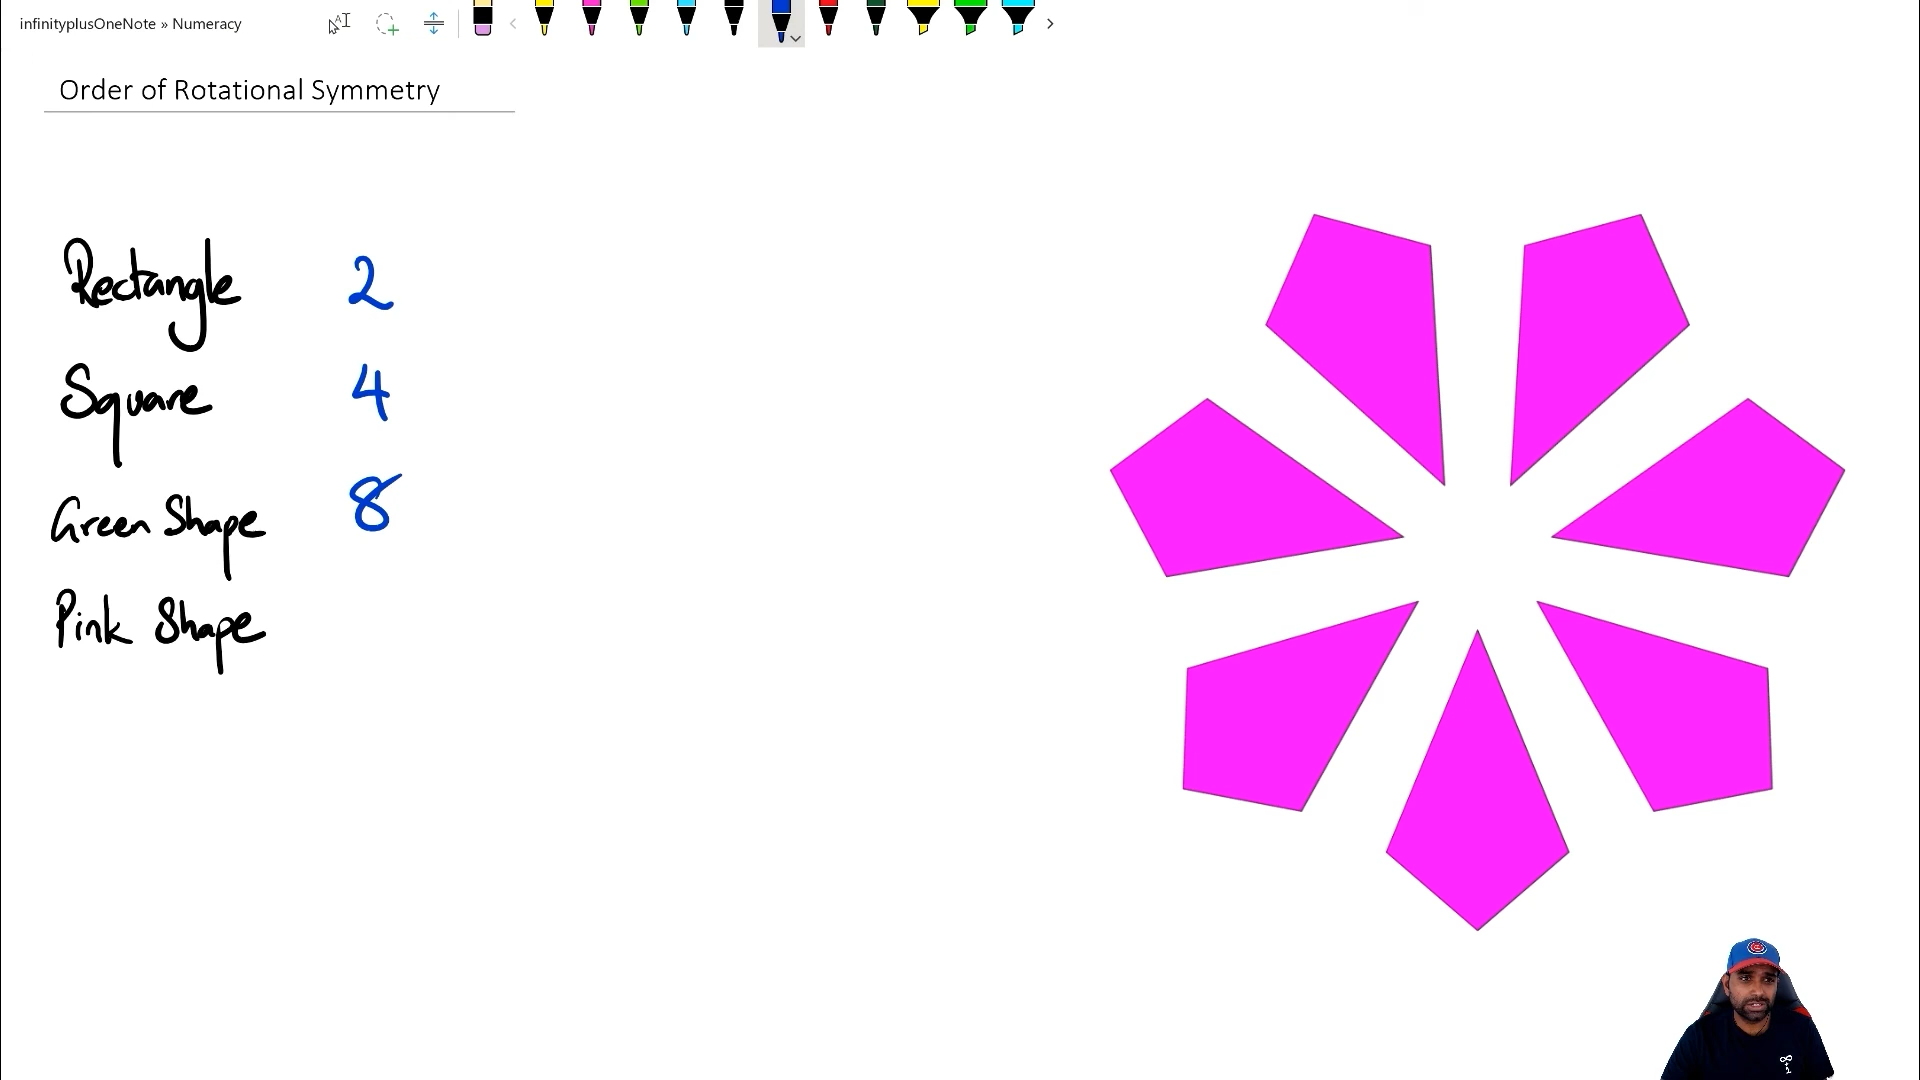 infinityplusOneNote » Numeracy
Order of Rotational Symmetry
Rectangle 2
Square 4
Green Shape 8
Pink Shape